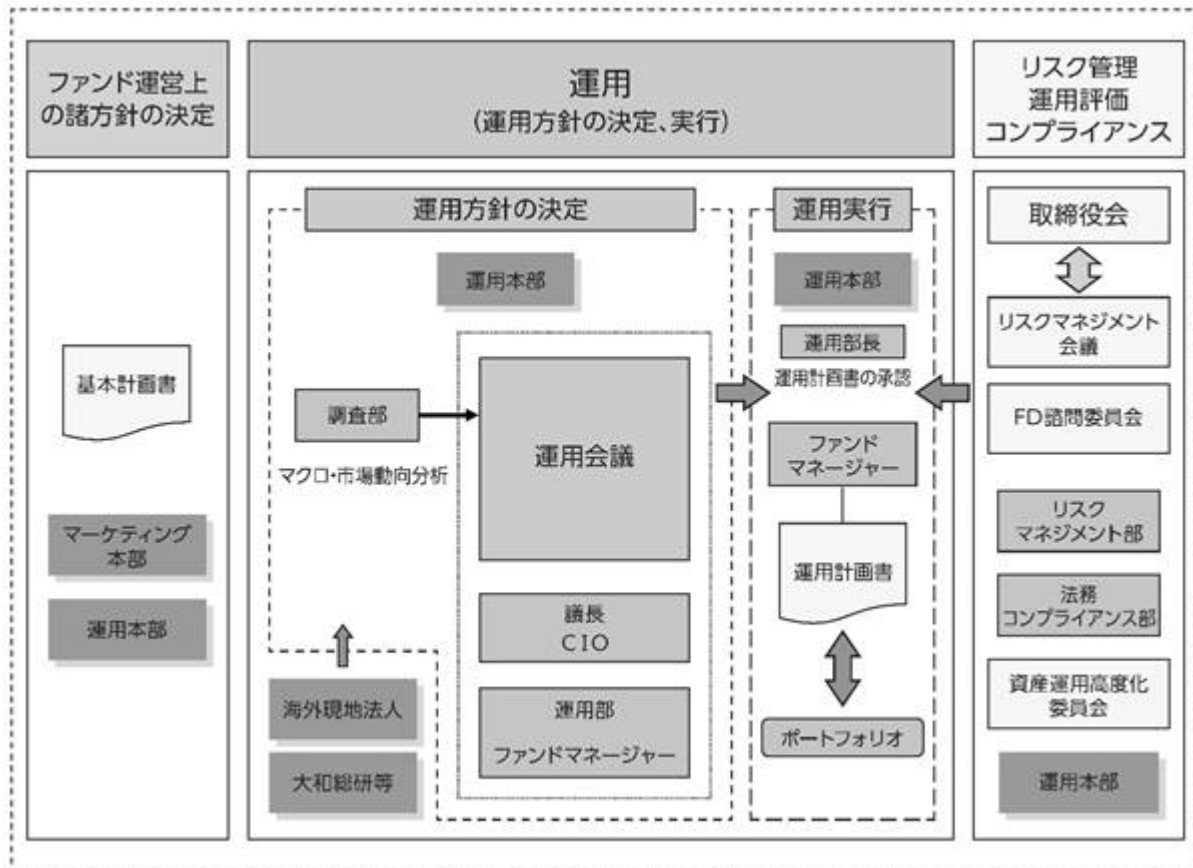 ファンド運営上
の諸方針の決定
運用
(運用方針の決定、実行)
リスク管理
運用評価
コンプライアンス
基本計画書
マーケティング
本部
運用本部
運用方針の決定
運用本部
調査部
マクロ・市場動向分析
運用会議
議長
CIO
運用部
ファンドマネージャー
海外現地法人
大和総研等
運用実行
運用本部
運用部長
運用計画書の承認
ファンド
マネージャー
運用計画書
ポートフォリオ
取締役会
リスクマネジメント
会議
FD諮問委員会
リスク
マネジメント部
法務
コンプライアンス部
資産運用高度化
委員会
運用本部